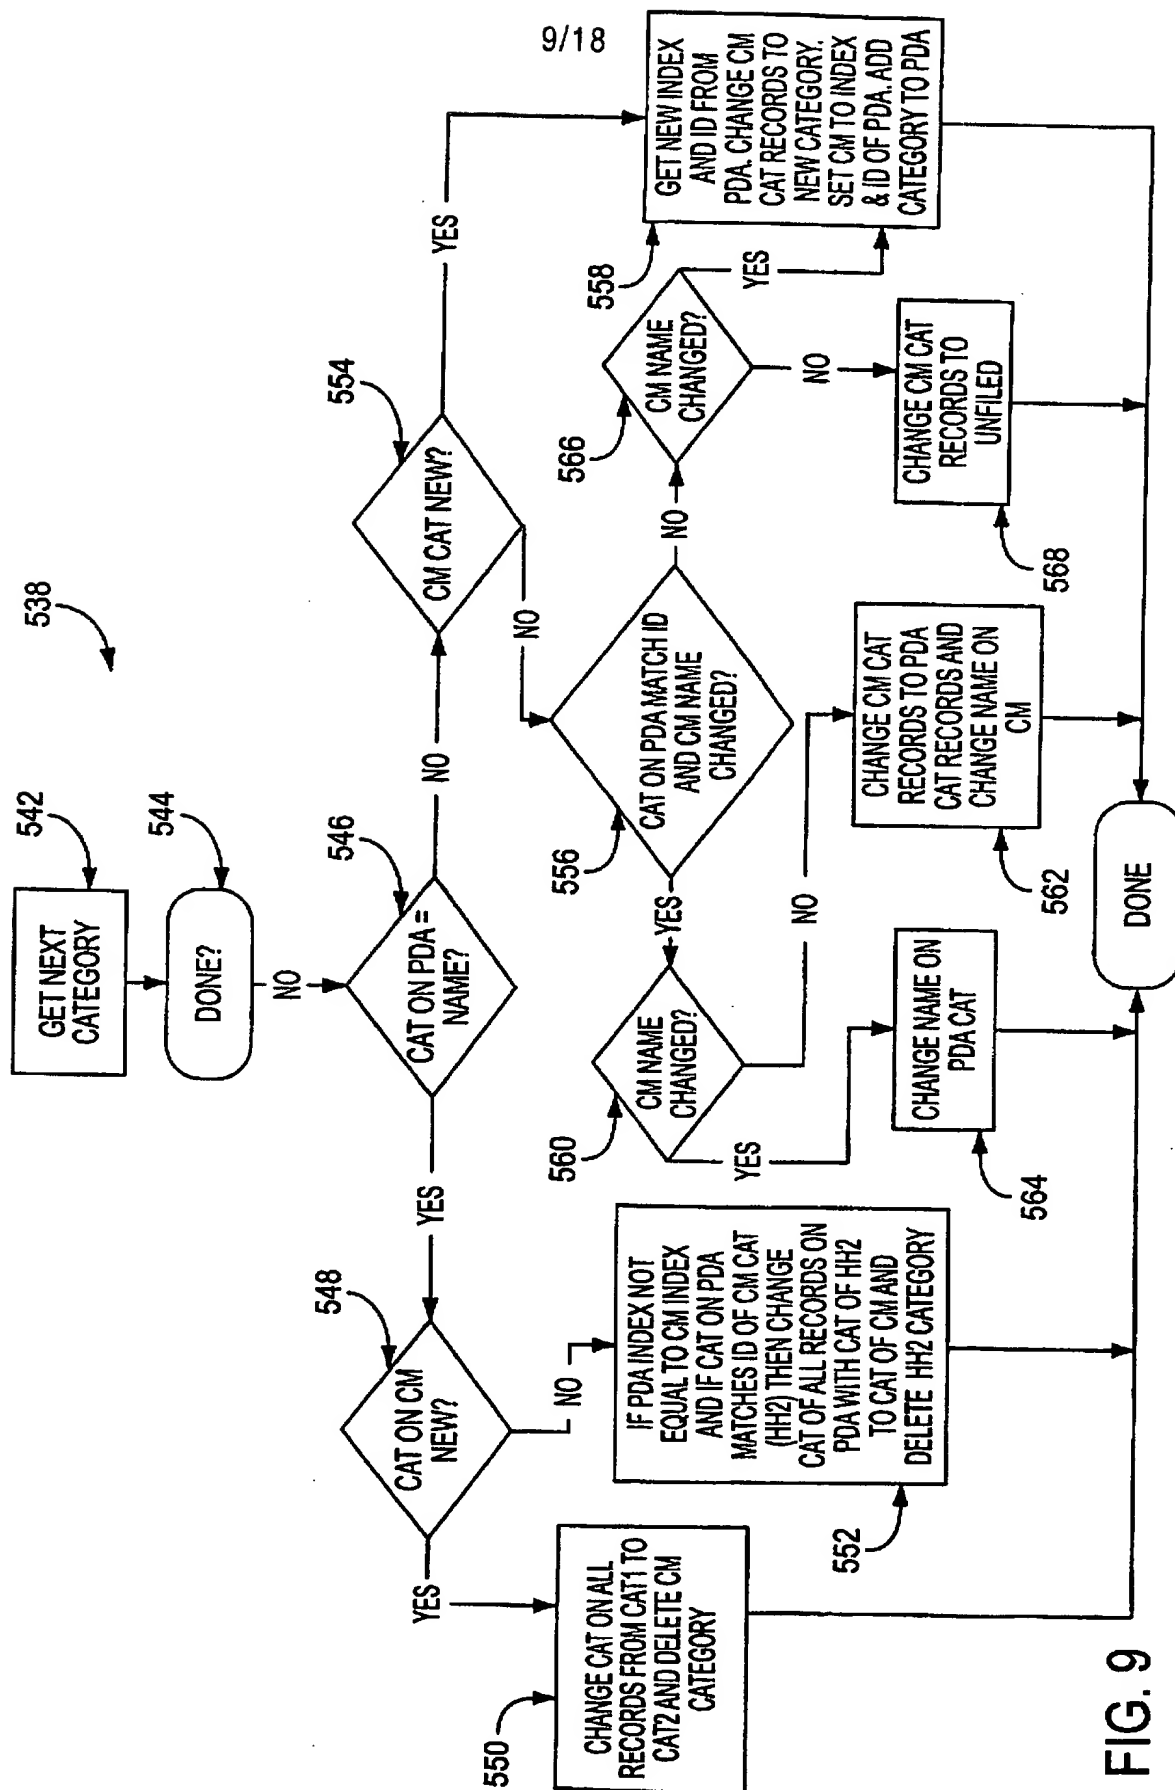 9/18
538
542
GET NEXT
CATEGORY
544
DONE?
NO
546
CAT ON PDA =
NAME?
YES
NO
548
CAT ON CM
NEW?
YES
NO
550
CHANGE CAT ON ALL
RECORDS FROM CAT1 TO
CAT2 AND DELETE CM
CATEGORY
552
IF PDA INDEX NOT
EQUAL TO CM INDEX
AND IF CAT ON PDA
MATCHES ID OF CM CAT
(HH2) THEN CHANGE
CAT OF ALL RECORDS ON
PDA WITH CAT OF HH2
TO CAT OF CM AND
DELETE HH2 CATEGORY
554
CM CAT NEW?
YES
NO
556
CAT ON PDA MATCH ID
AND CM NAME
CHANGED?
YES
NO
558
GET NEW INDEX
AND ID FROM
PDA. CHANGE CM
CAT RECORDS TO
NEW CATEGORY.
SET CM TO INDEX
& ID OF PDA. ADD
CATEGORY TO PDA
560
CM NAME
CHANGED?
YES
NO
562
CHANGE CM CAT
RECORDS TO PDA
CAT RECORDS AND
CHANGE NAME ON
CM
564
CHANGE NAME ON
PDA CAT
566
CM NAME
CHANGED?
YES
NO
568
CHANGE CM CAT
RECORDS TO
UNFILED
DONE
FIG. 9